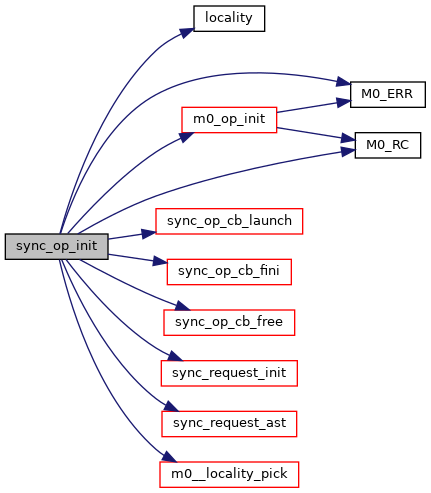 locality
M0_ERR
m0_op_init
M0_RC
sync_op_cb_launch
sync_op_init
sync_op_cb_fini
sync_op_cb_free
sync_request_init
sync_request_ast
m0__locality_pick